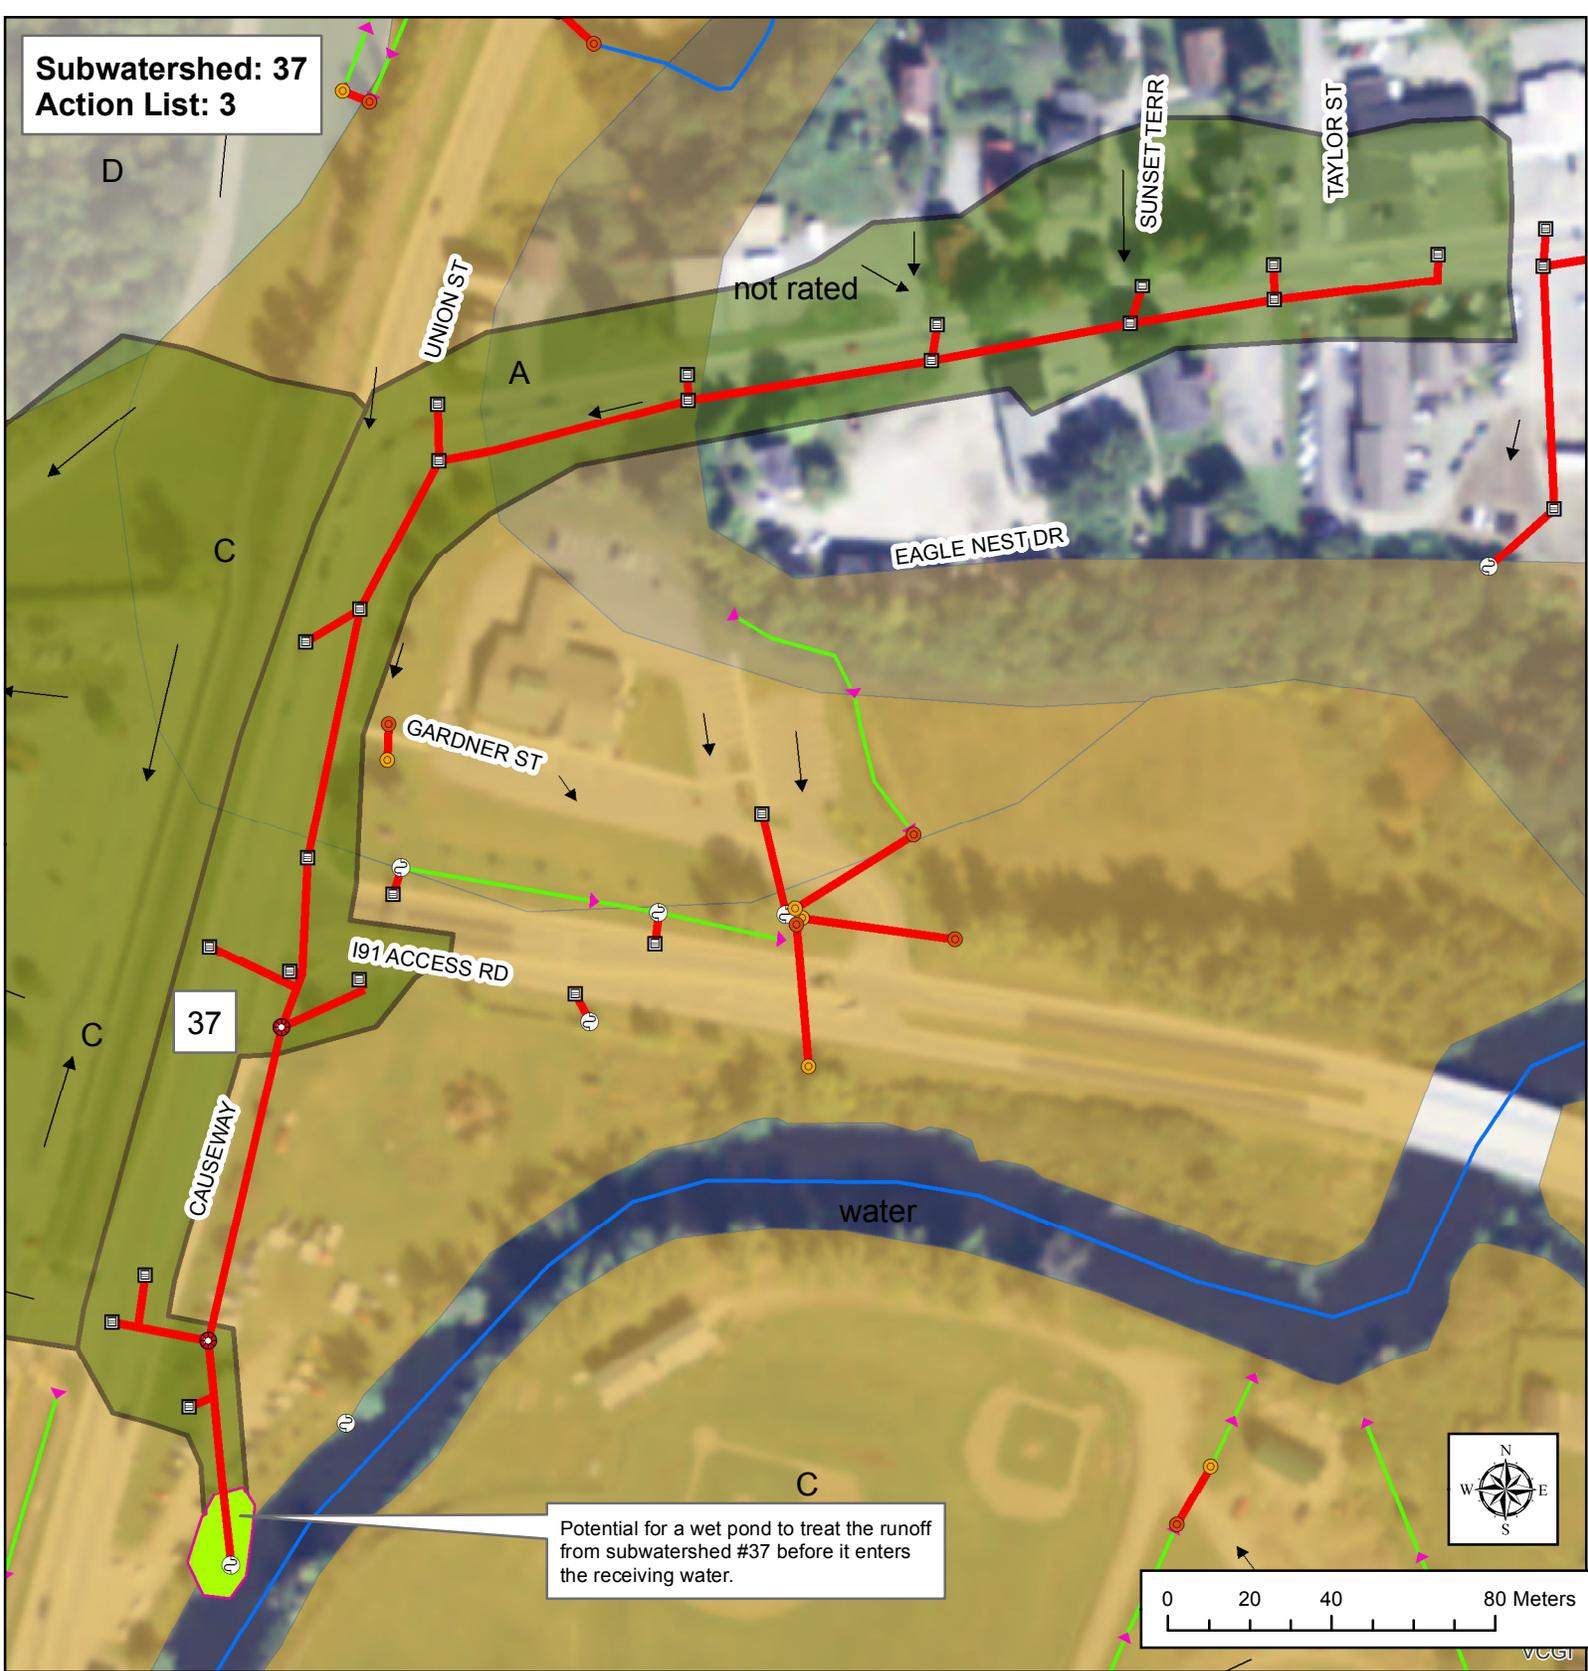 Subwatershed: 37
Action List: 3
D
SUNSET TERR
TAYLOR ST
UNION ST
not rated
A
C
EAGLE NEST DR
GARDNER ST
I91 ACCESS RD
37
C
CAUSEWAY
water
C
N
W E
S
Potential for a wet pond to treat the runoff
from subwatershed #37 before it enters
the receiving water.
0 20 40 80 Meters
VCGI